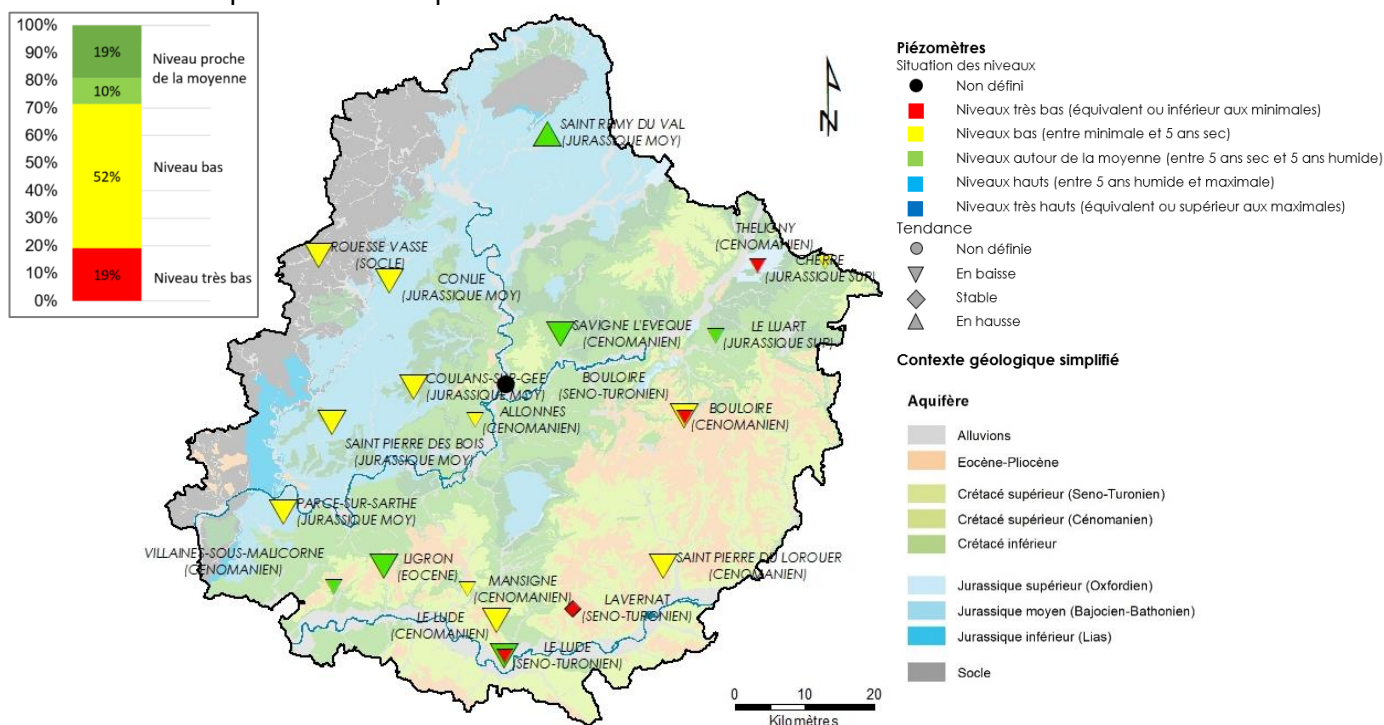 100%
90%
80%
70%
60%
50%
40%
30%
20%
10%
0%
19%
10%
52%
19%
Niveau proche
de la moyenne
Niveau bas
Niveau très bas
N
SAINT REMY DU VAL
(JURASSIQUE MOY)
THELIGNY
(CENOMANIEN)
ROUESSE VASSE
(SOCLE)
CHERRE
(JURASSIQUE SUP)
CONLIE
(JURASSIQUE MOY)
SAVIGNE L'EVEQUE
(CENOMANIEN)
LE LUART
(JURASSIQUE SUP)
COULANS-SUR-GEE
(JURASSIQUE MOY)
BOULOIRE
(SENO-TURONIEN)
ALLONNES
(CENOMANIEN)
BOULOIRE
(CENOMANIEN)
SAINT PIERRE DES BOIS
(JURASSIQUE MOY)
PARCE-SUR-SARTHE
(JURASSIQUE MOY)
VILLAINES-SOUS-MALICORNE
(CENOMANIEN)
LIGRON
(EOCENE)
SAINT PIERRE DU LOROUER
(CENOMANIEN)
MANSIGNE
(CENOMANIEN)
LAVERNAT
(SENO-TURONIEN)
LE LUDE
(CENOMANIEN)
LE LUDE
(SENO-TURONIEN)
0 10 20
Kilomètres
Piézomètres
Situation des niveaux
Non défini
Niveaux très bas (équivalent ou inférieur aux minimales)
Niveaux bas (entre minimale et 5 ans sec)
Niveaux autour de la moyenne (entre 5 ans sec et 5 ans humide)
Niveaux hauts (entre 5 ans humide et maximale)
Niveaux très hauts (équivalent ou supérieur aux maximales)
Tendance
Non définie
En baisse
Stable
En hausse
Contexte géologique simplifié
Aquifère
Alluvions
Eocène-Pliocène
Crétacé supérieur (Seno-Turonien)
Crétacé supérieur (Cénomanien)
Crétacé inférieur
Jurassique supérieur (Oxfordien)
Jurassique moyen (Bajocien-Bathonien)
Jurassique inférieur (Lias)
Socle